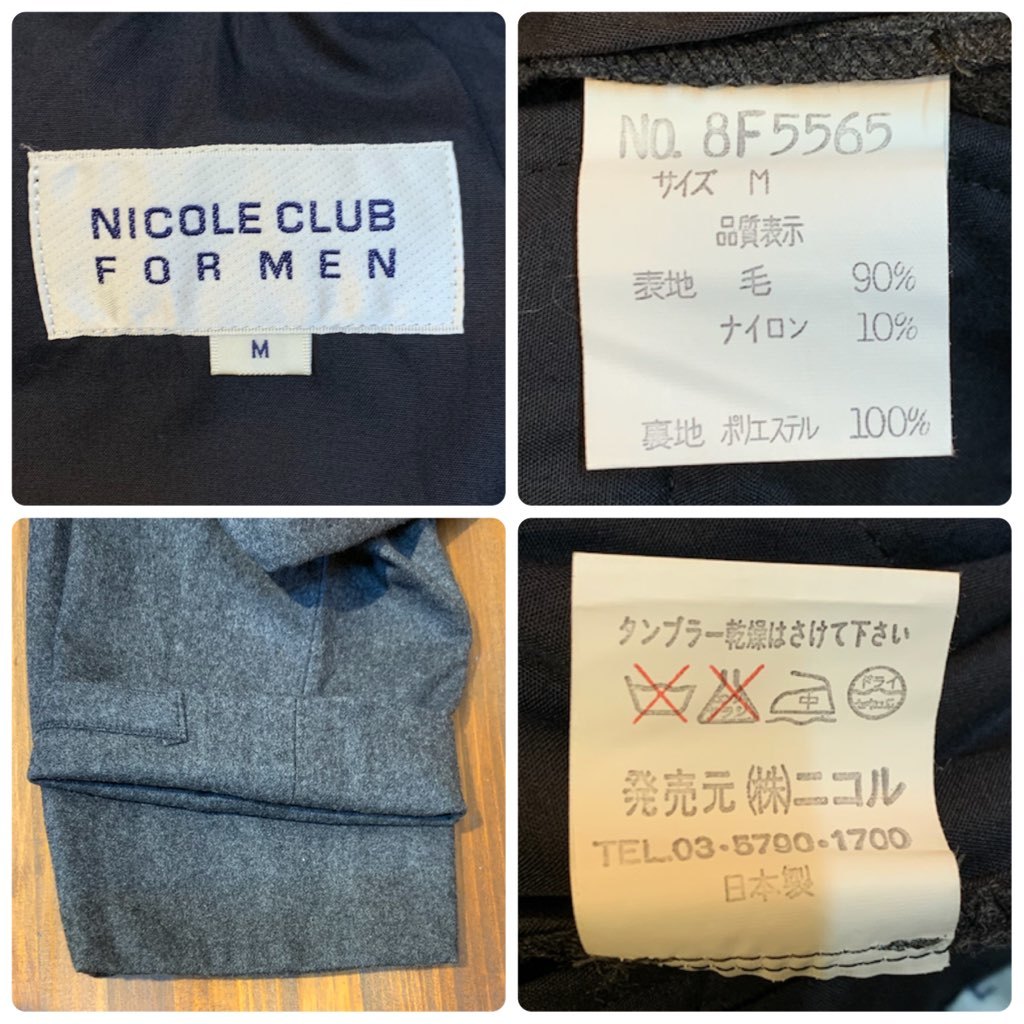 NICOLE CLUB
FOR MEN
M
No. 8F5565
サイズ M
品質表示
表地 毛 90%
ナイロン 10%
裏地 ポリエステル 100%
タンブラー乾燥はさけて下さい
中 ドライ
発売元 (株)ニコル
TEL.03・5790・1700
日本製